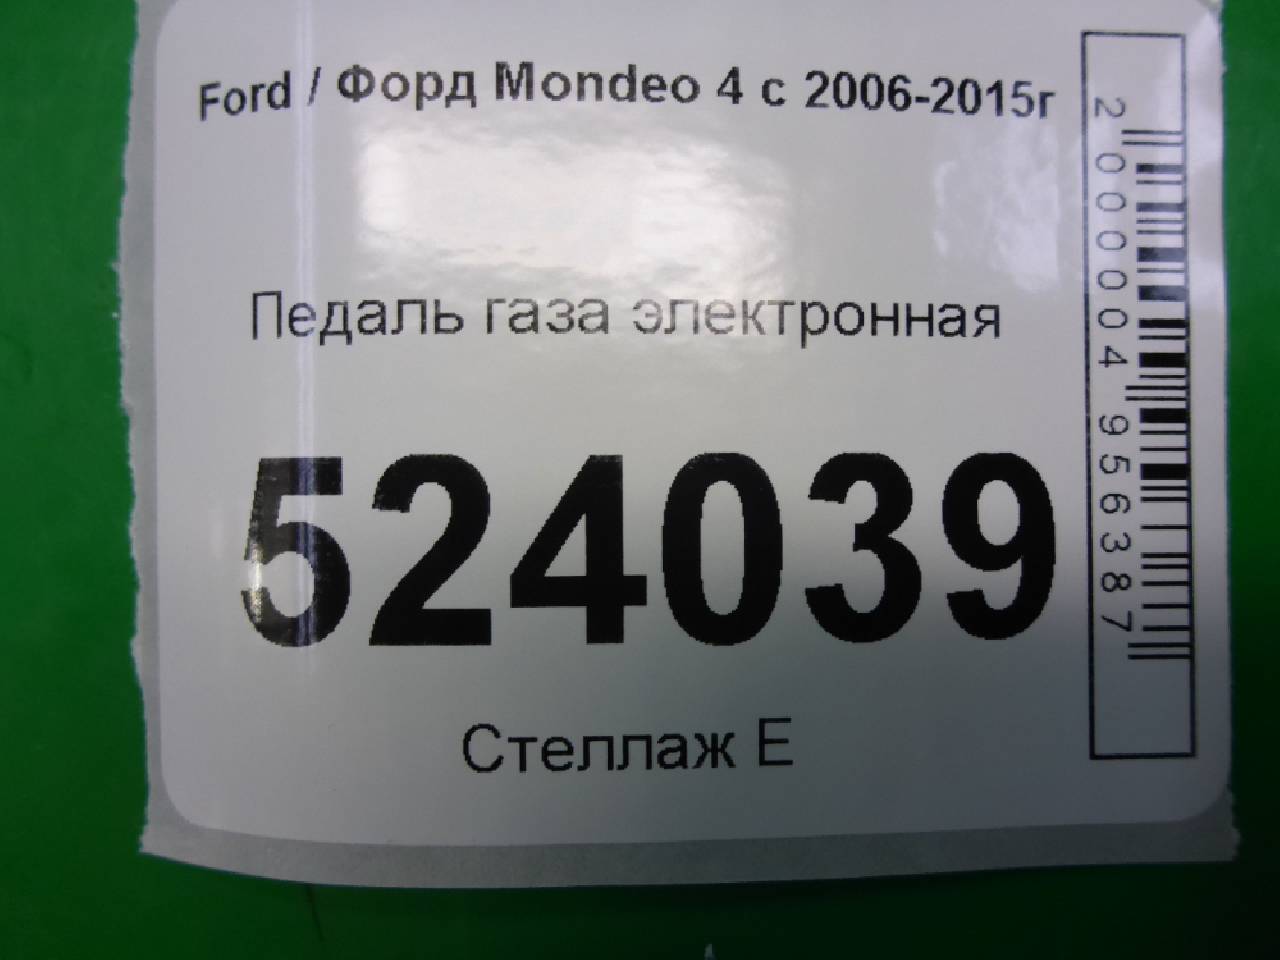 Ford / Форд Mondeo 4 с 2006-2015г
Педаль газа электронная
524039
Стеллаж Е
2000004956387